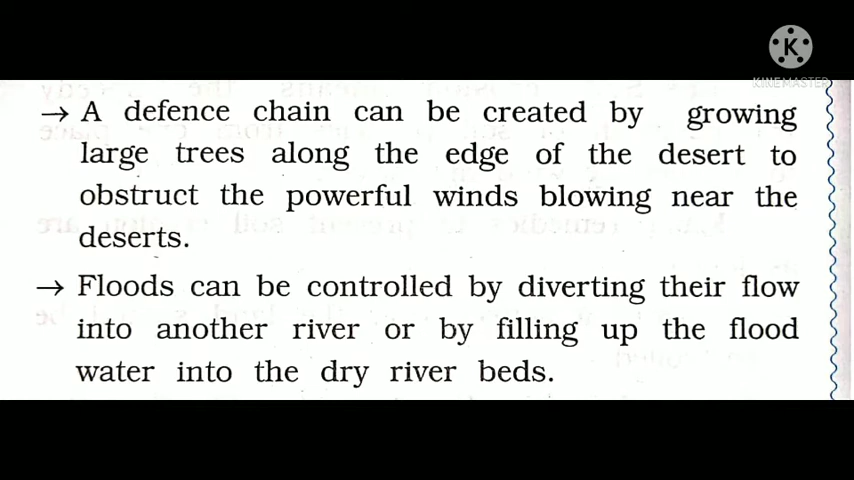 K
KINEMASTER
→ A defence chain can be created by growing
large trees along the edge of the desert to
obstruct the powerful winds blowing near the
deserts.
→ Floods can be controlled by diverting their flow
into another river or by filling up the flood
water into the dry river beds.